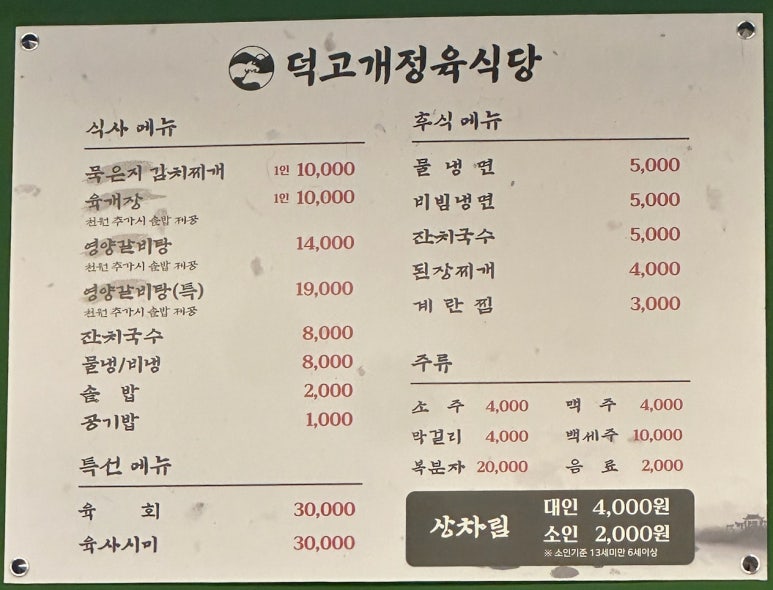 덕고개정육식당
식사 메뉴
묵은지 김치찌개 1인 10,000
육개장 1인 10,000
천원 추가시 솥밥 제공
영양갈비탕 14,000
천원 추가시 솥밥 제공
영양갈비탕(특) 19,000
천원 추가시 솥밥 제공
잔치국수 8,000
물냉/비냉 8,000
솥 밥 2,000
공기밥 1,000
특선 메뉴
육 회 30,000
육사시미 30,000
후식 메뉴
물 냉 면 5,000
비빔냉면 5,000
잔치국수 5,000
된장찌개 4,000
계 란 찜 3,000
주류
소 주 4,000 맥 주 4,000
막걸리 4,000 백세주 10,000
복분자 20,000 음 료 2,000
상차림
대인 4,000원
소인 2,000원
※ 소인기준 13세미만 6세이상